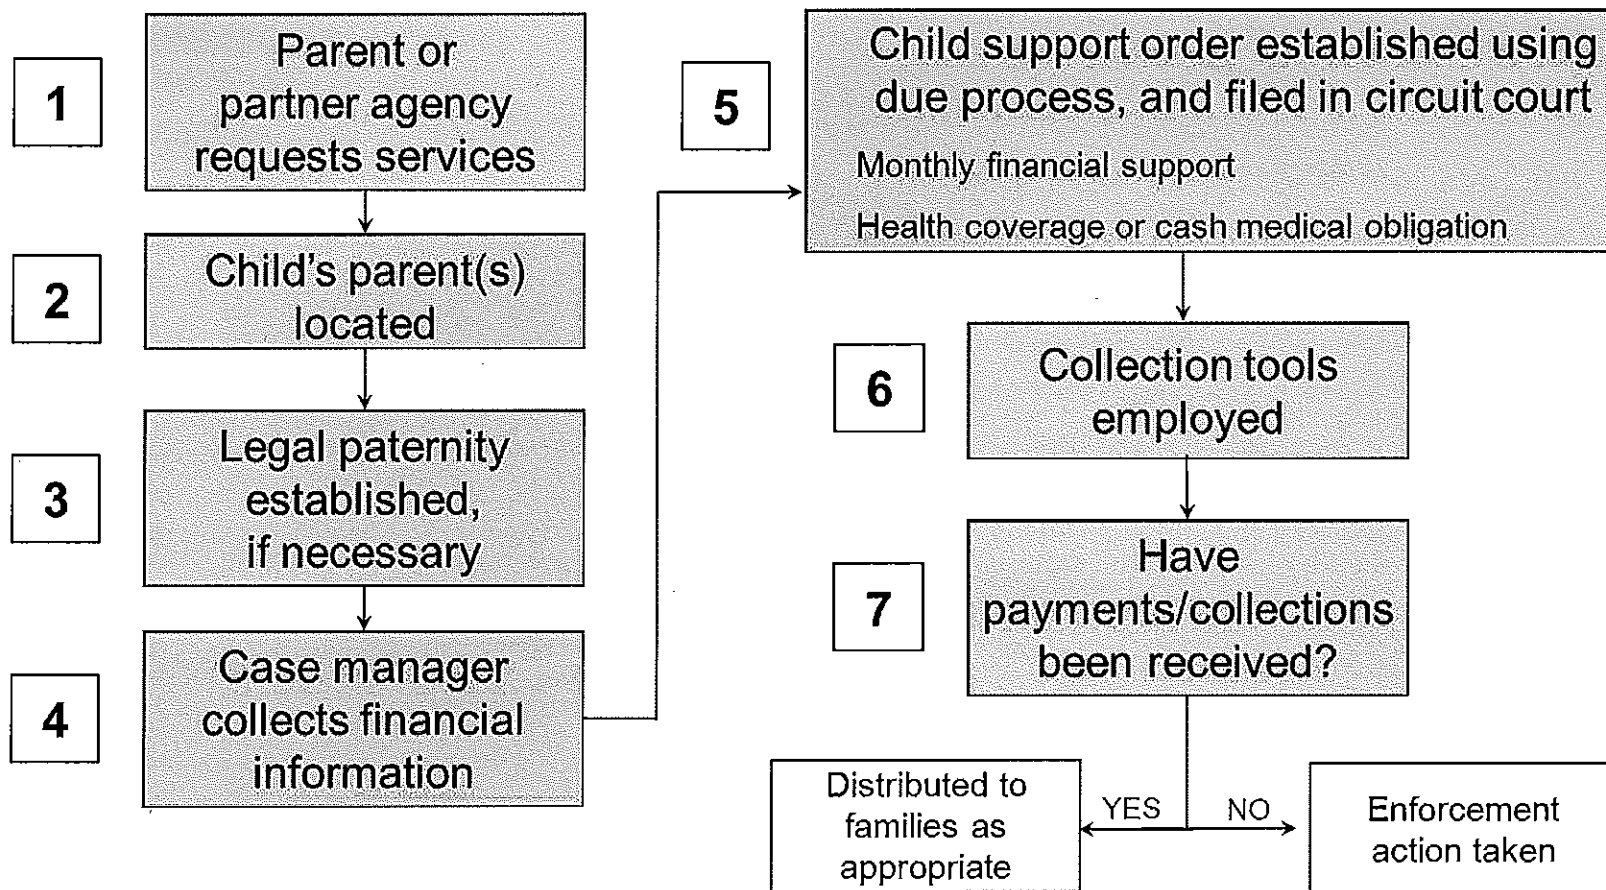 1
Parent or
partner agency
requests services
2
Child's parent(s)
located
3
Legal paternity
established,
if necessary
4
Case manager
collects financial
information
5
Child support order established using
due process, and filed in circuit court
Monthly financial support
Health coverage or cash medical obligation
6
Collection tools
employed
7
Have
payments/collections
been received?
YES
NO
Distributed to
families as
appropriate
Enforcement
action taken